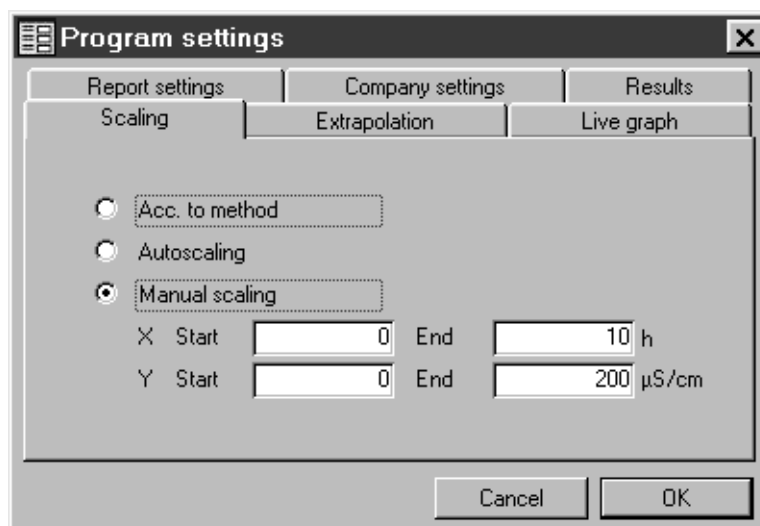 Program settings
Report settings Company settings Results
Scaling Extrapolation Live graph
Acc. to method
Autoscaling
Manual scaling
X Start 0 End 10 h
Y Start 0 End 200 µS/cm
Cancel OK